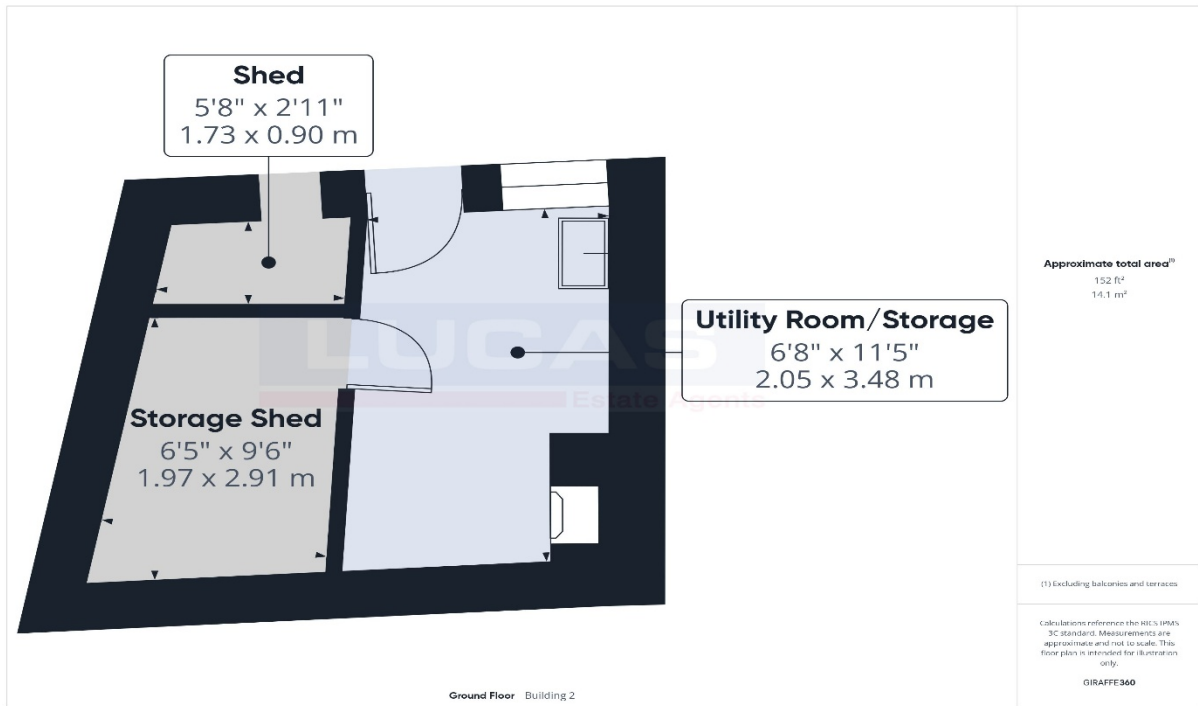 Shed
5'8" x 2'11"
1.73 x 0.90 m
LUCAS
Estate Agents
Utility Room/Storage
6'8" x 11'5"
2.05 x 3.48 m
Storage Shed
6'5" x 9'6"
1.97 x 2.91 m
Ground Floor Building 2
Approximate total area⁽¹⁾
152 ft²
14.1 m²
(1) Excluding balconies and terraces
Calculations reference the RICS IPMS
3C standard. Measurements are
approximate and not to scale. This
floor plan is intended for illustration
only.
GIRAFFE360